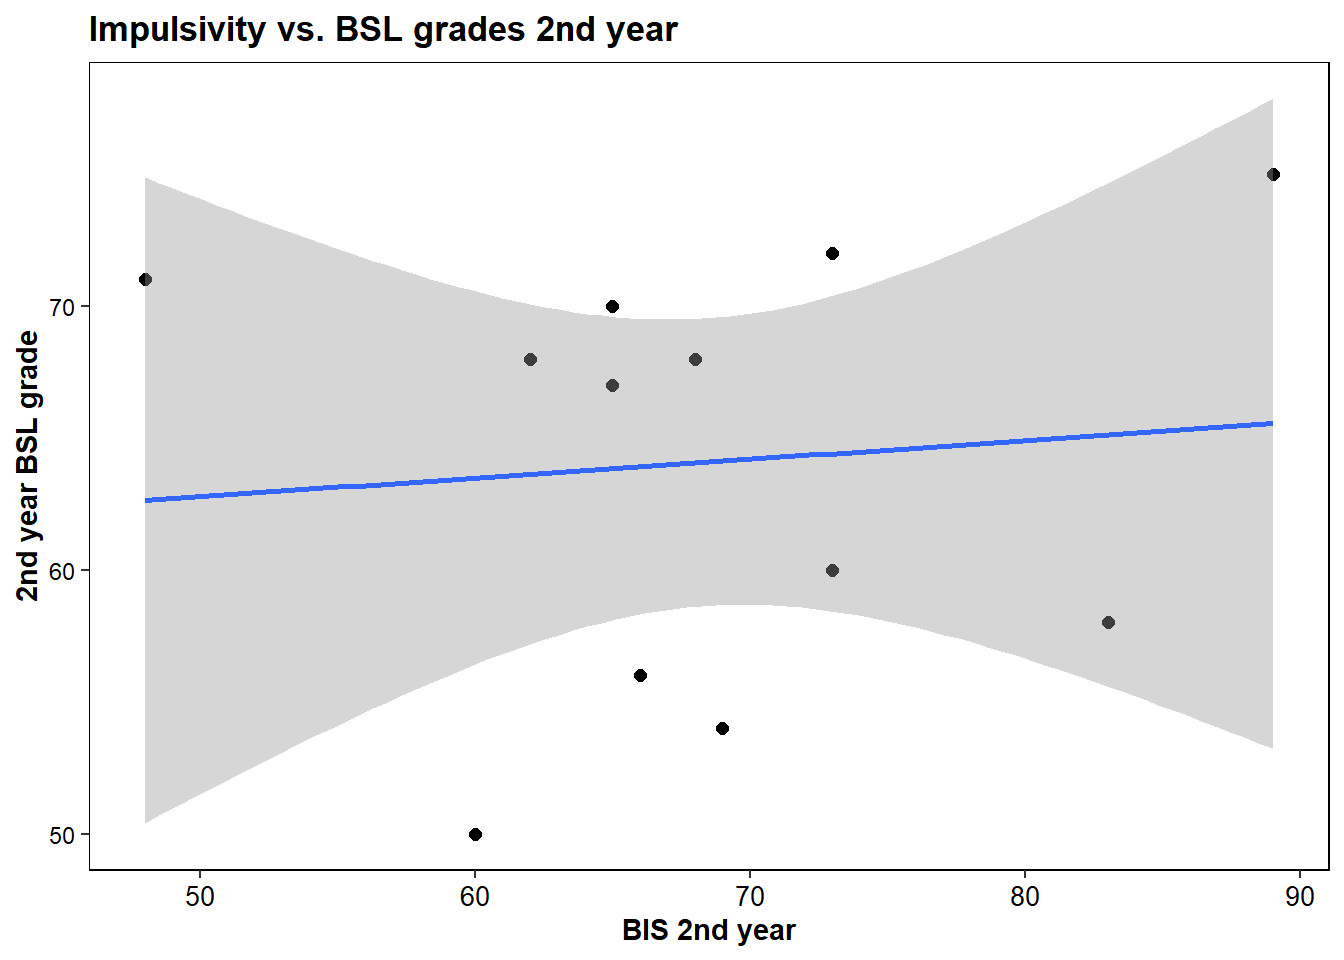 Impulsivity vs. BSL grades 2nd year
2nd year BSL grade
70
60
50
50 60 70 80 90
BIS 2nd year